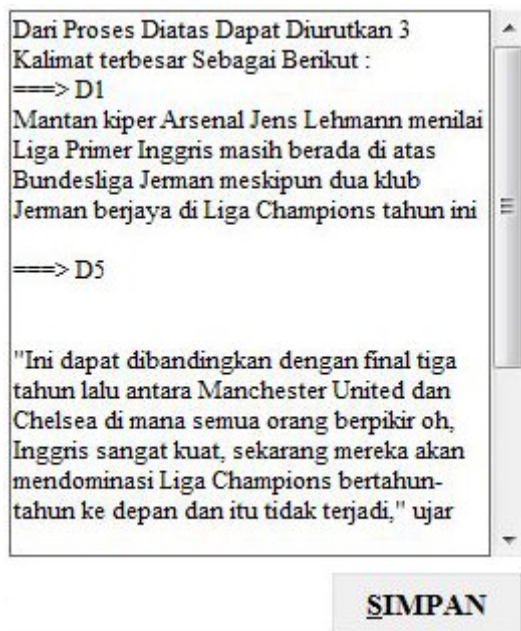 Dari Proses Diatas Dapat Diurutkan 3
Kalimat terbesar Sebagai Berikut :
===> D1
Mantan kiper Arsenal Jens Lehmann menilai
Liga Primer Inggris masih berada di atas
Bundesliga Jerman meskipun dua klub
Jerman berjaya di Liga Champions tahun ini
===> D5
"Ini dapat dibandingkan dengan final tiga
tahun lalu antara Manchester United dan
Chelsea di mana semua orang berpikir oh,
Inggris sangat kuat, sekarang mereka akan
mendominasi Liga Champions bertahun-
tahun ke depan dan itu tidak terjadi," ujar
SIMPAN